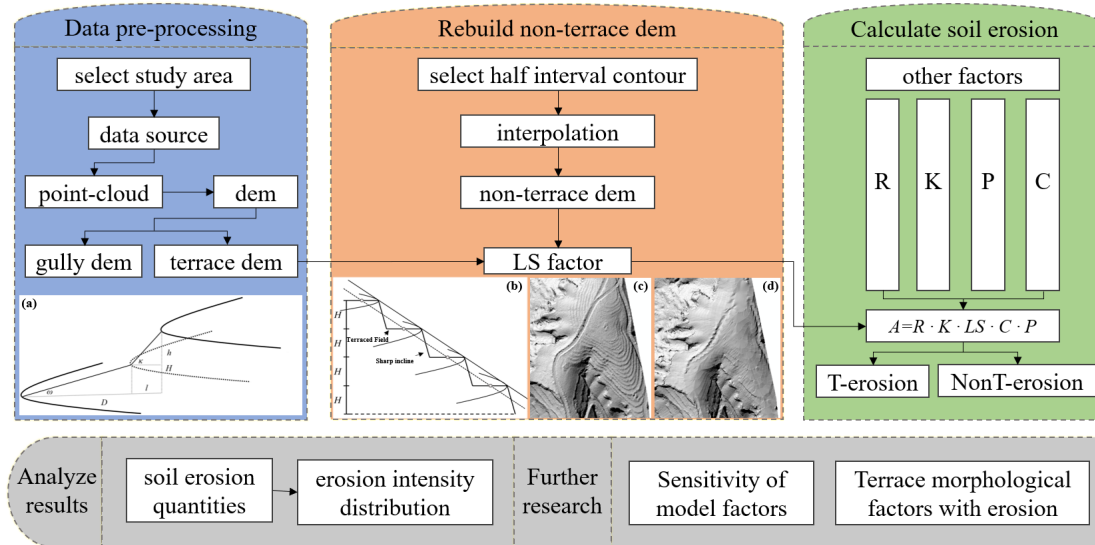 Data pre-processing
select study area
data source
point-cloud
dem
gully dem
terrace dem
(a)
κ
h
H
ω
l
D
Rebuild non-terrace dem
select half interval contour
interpolation
non-terrace dem
LS factor
(b)
H
H
H
H
Terraced Field
Sharp incline
(c)
(d)
Calculate soil erosion
other factors
R
K
P
C
A=R · K · LS · C · P
T-erosion
NonT-erosion
Analyze
results
soil erosion
quantities
erosion intensity
distribution
Further
research
Sensitivity of
model factors
Terrace morphological
factors with erosion